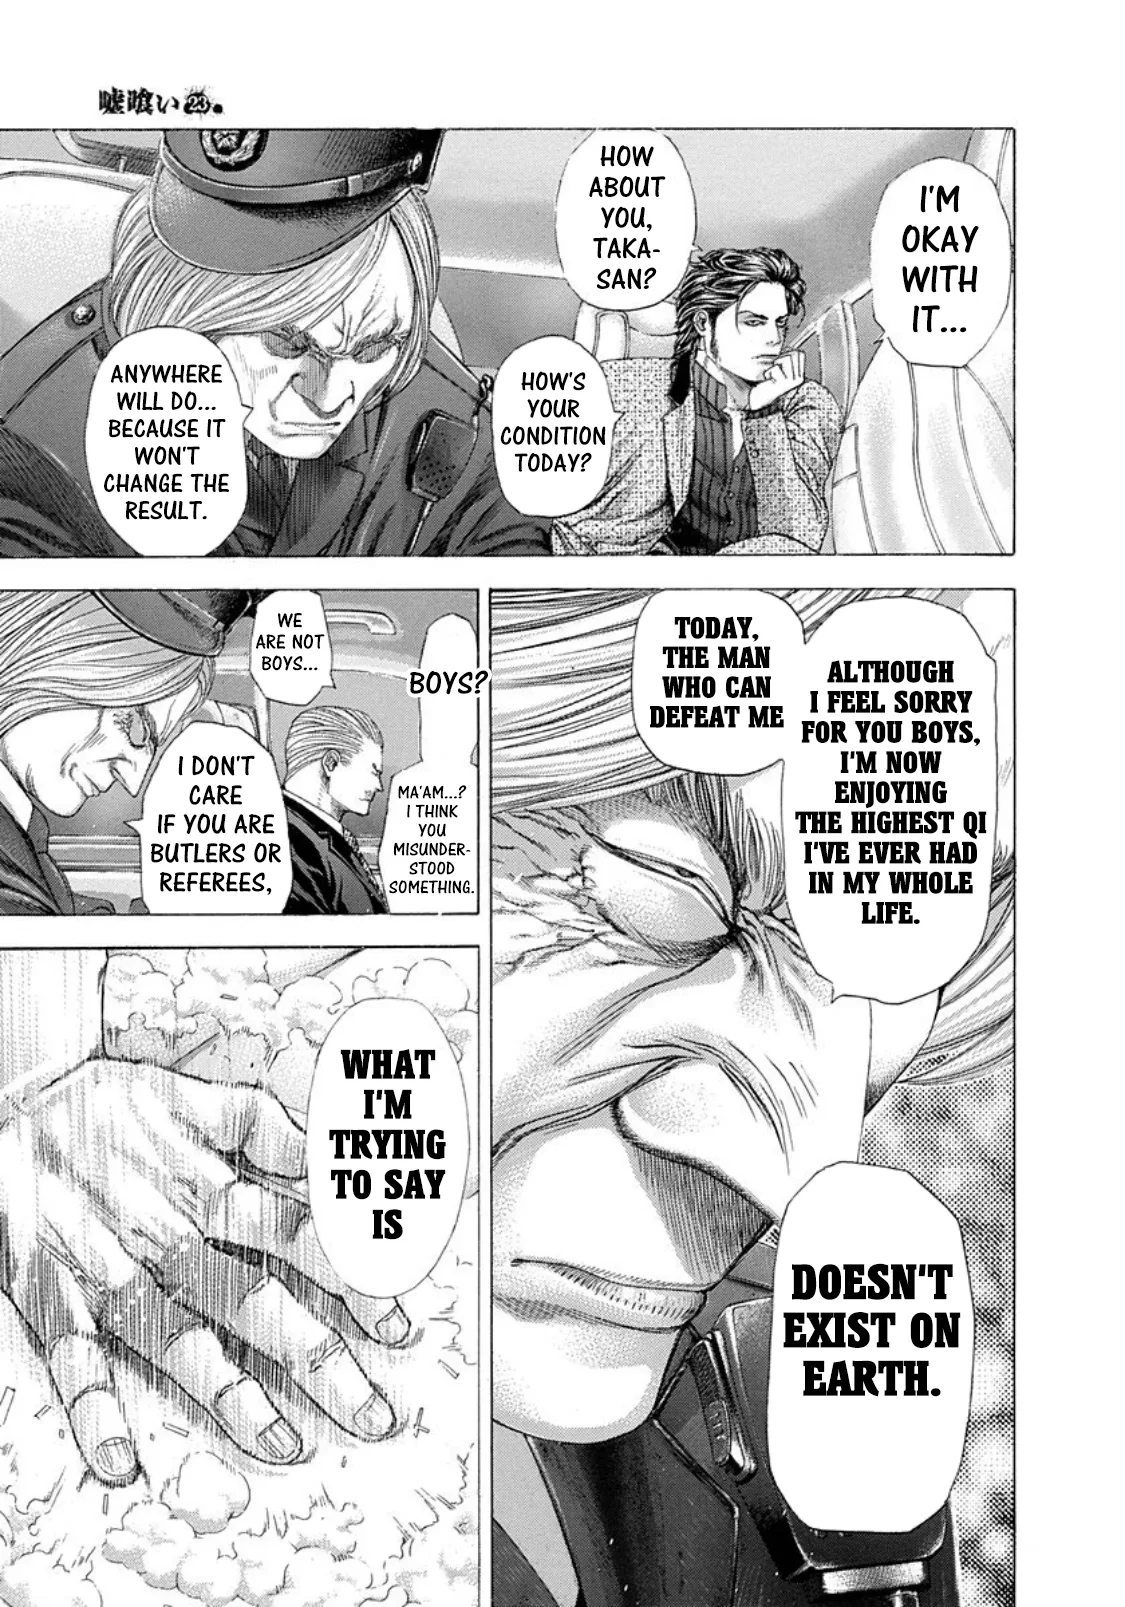 嘘喰い 23
I'M
OKAY
WITH
IT...
HOW
ABOUT
YOU,
TAKA-
SAN?
HOW'S
YOUR
CONDITION
TODAY?
ANYWHERE
WILL DO...
BECAUSE IT
WON'T
CHANGE THE
RESULT.
ALTHOUGH
I FEEL SORRY
FOR YOU BOYS,
I'M NOW
ENJOYING
THE HIGHEST QI
I'VE EVER HAD
IN MY WHOLE
LIFE.
TODAY,
THE MAN
WHO CAN
DEFEAT ME
DOESN'T
EXIST ON
EARTH.
BOYS?
MA'AM...?
I THINK
YOU
MISUNDER-
STOOD
SOMETHING.
WE
ARE NOT
BOYS...
I DON'T
CARE
IF YOU ARE
BUTLERS OR
REFEREES,
WHAT
I'M
TRYING
TO SAY
IS